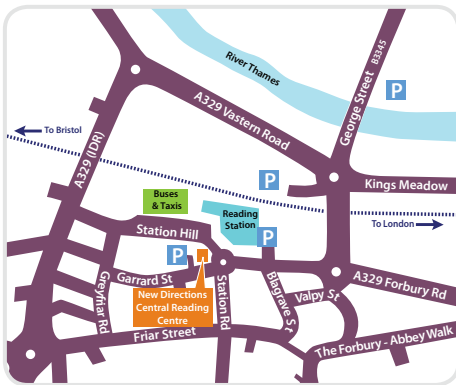 River Thames
George Street
B3345
P
A329 Vastern Road
To Bristol
A329 (IDR)
P
Kings Meadow
Buses
& Taxis
Reading
Station
To London
Station Hill
P
P
Garrard St
Greyfriar Rd
New Directions
Central Reading
Centre
Station Rd
Blagrave St
Valpy St
A329 Forbury Rd
Friar Street
The Forbury - Abbey Walk